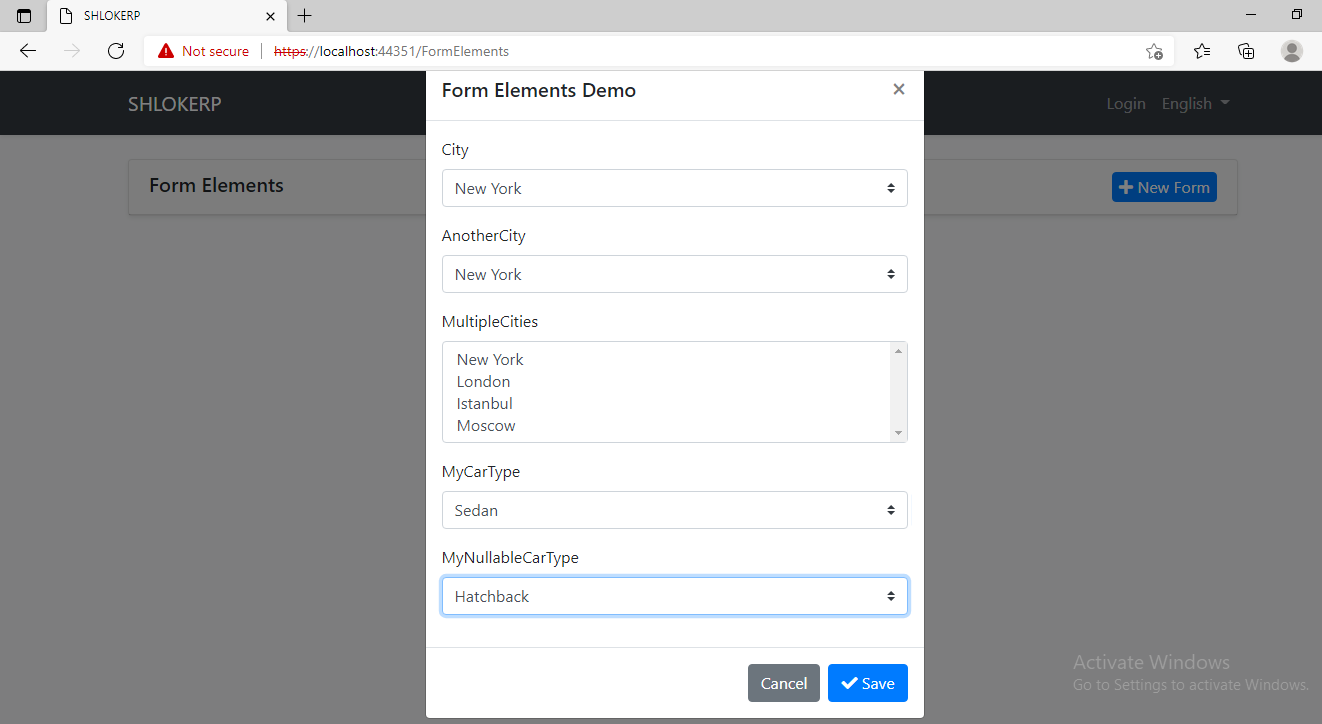 SHLOKERP
Not secure https://localhost:44351/FormElements
SHLOKERP
Login English
Form Elements
New Form
Form Elements Demo
City
New York
AnotherCity
New York
MultipleCities
New York
London
Istanbul
Moscow
MyCarType
Sedan
MyNullableCarType
Hatchback
Cancel Save
Activate Windows
Go to Settings to activate Windows.